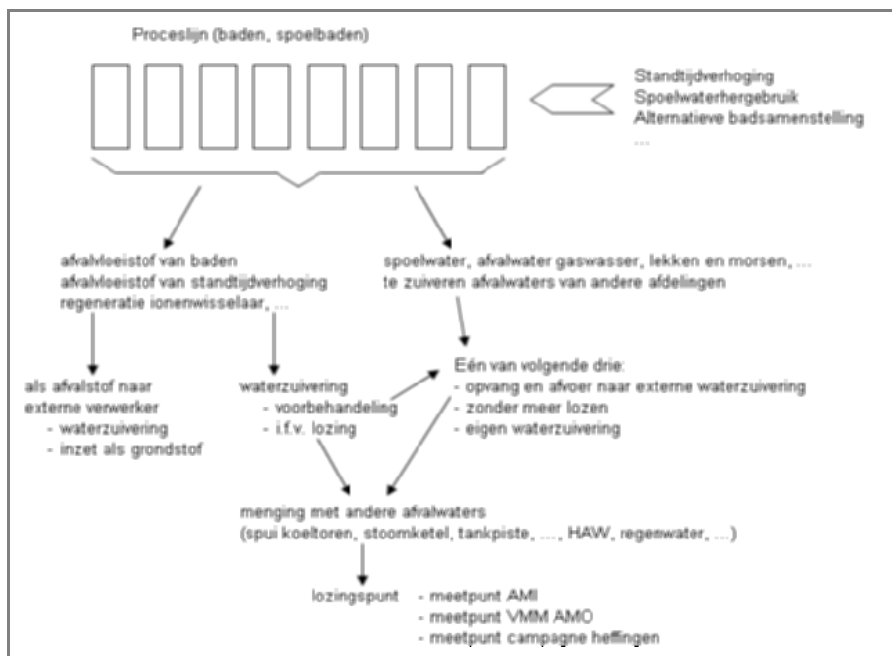 Proceslijn (baden, spoelbaden)
Standtijdverhoging
Spoelwaterhergebruik
Alternatieve badsamenstelling
...
afvalvloeistof van baden
afvalvloeistof van standtijdverhoging
regeneratie ionenwisselaar, ...
spoelwater, afvalwater gaswasser, lekken en morsen, ...
te zuiveren afvalwaters van andere afdelingen
als afvalstof naar
externe verwerker
- waterzuivering
- inzet als grondstof
waterzuivering
- voorbehandeling
- i.f.v. lozing
Eén van volgende drie:
- opvang en afvoer naar externe waterzuivering
- zonder meer lozen
- eigen waterzuivering
menging met andere afvalwaters
(spui koeltoren, stoomketel, tankpiste, ..., HAW, regenwater, ...)
lozingspunt - meetpunt AMI
- meetpunt VMM AMO
- meetpunt campagne heffingen